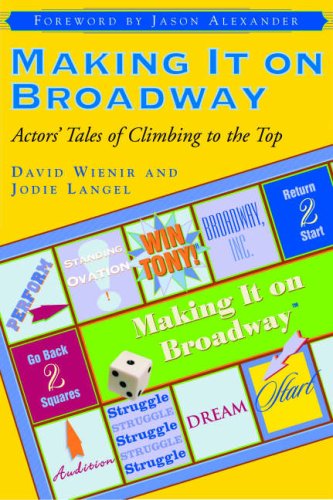 FOREWORD BY JASON ALEXANDER
MAKING IT ON
BROADWAY
Actors' Tales of Climbing to the Top
DAVID WIENIR AND
JODIE LANGEL
PERFORM
STANDING
OVATION!
WIN
TONY!
BROADWAY,
INC.
Return
2
Start
Go Back
2
Squares
Making It on
Broadway™
Audition
Struggle
STRUGGLE
Struggle
STRUGGLE
Struggle
STRUGGLE
DREAM
Start